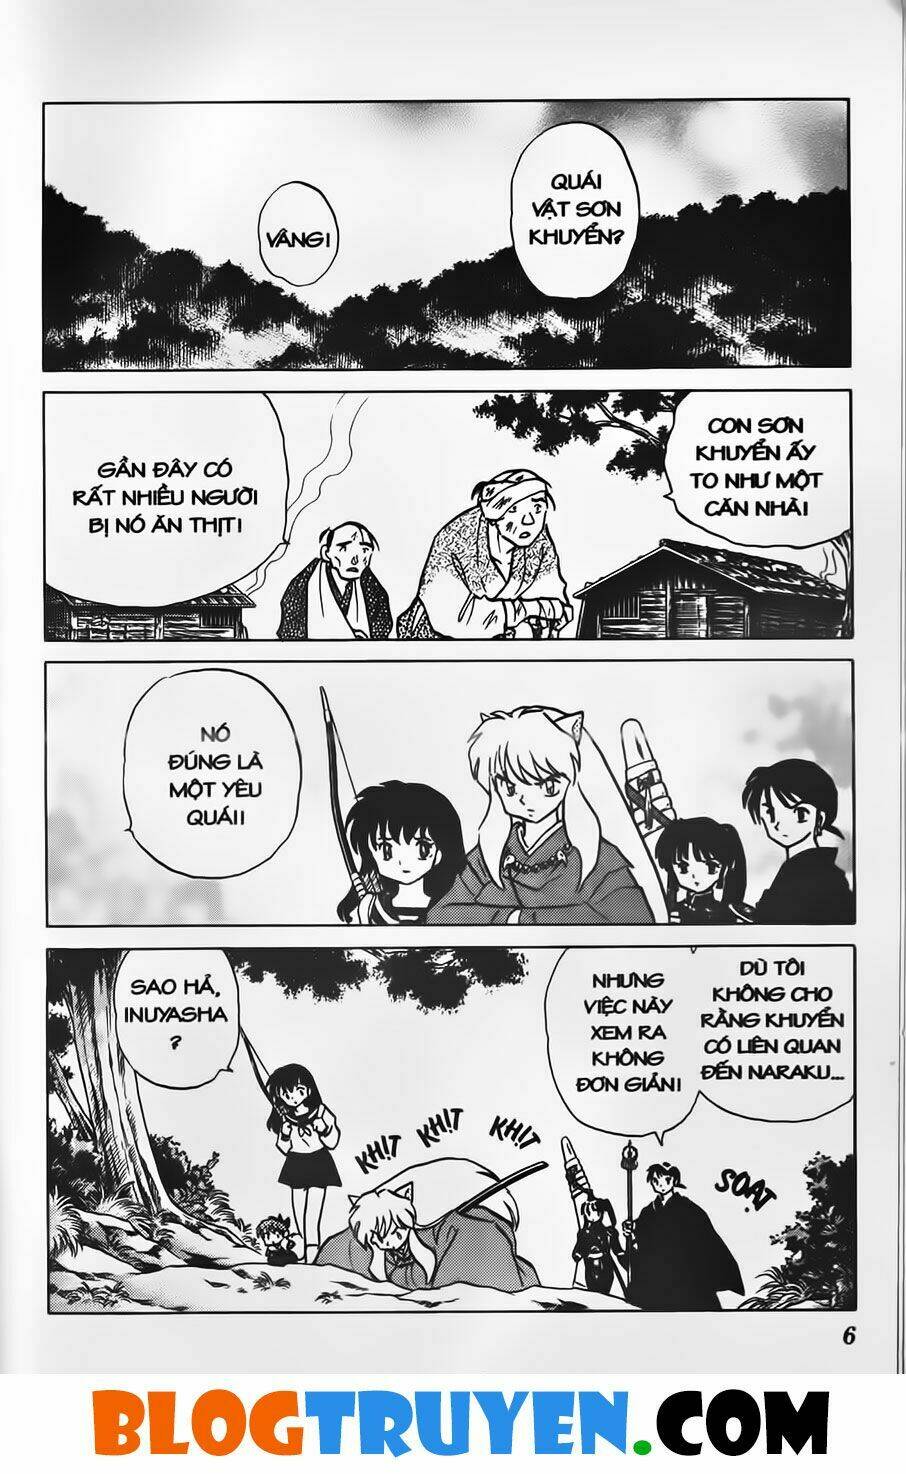 QUÁI
VẬT SƠN
KHUYỂN?
VÂNG!
CON SƠN
KHUYỂN ẤY
TO NHƯ MỘT
CĂN NHÀ!
GẦN ĐÂY CÓ
RẤT NHIỀU NGƯỜI
BỊ NÓ ĂN THỊT!
NÓ
ĐÚNG LÀ
MỘT YÊU
QUÁI!
DÙ TÔI
KHÔNG CHO
RẰNG KHUYỂN
CÓ LIÊN QUAN
ĐẾN NARAKU...
NHƯNG
VIỆC NÀY
XEM RA
KHÔNG
ĐƠN GIẢN!
SAO HẢ,
INUYASHA
?
KHỊT KHỊT KHỊT
SOẠT
6
BLOGTRUYEN.COM